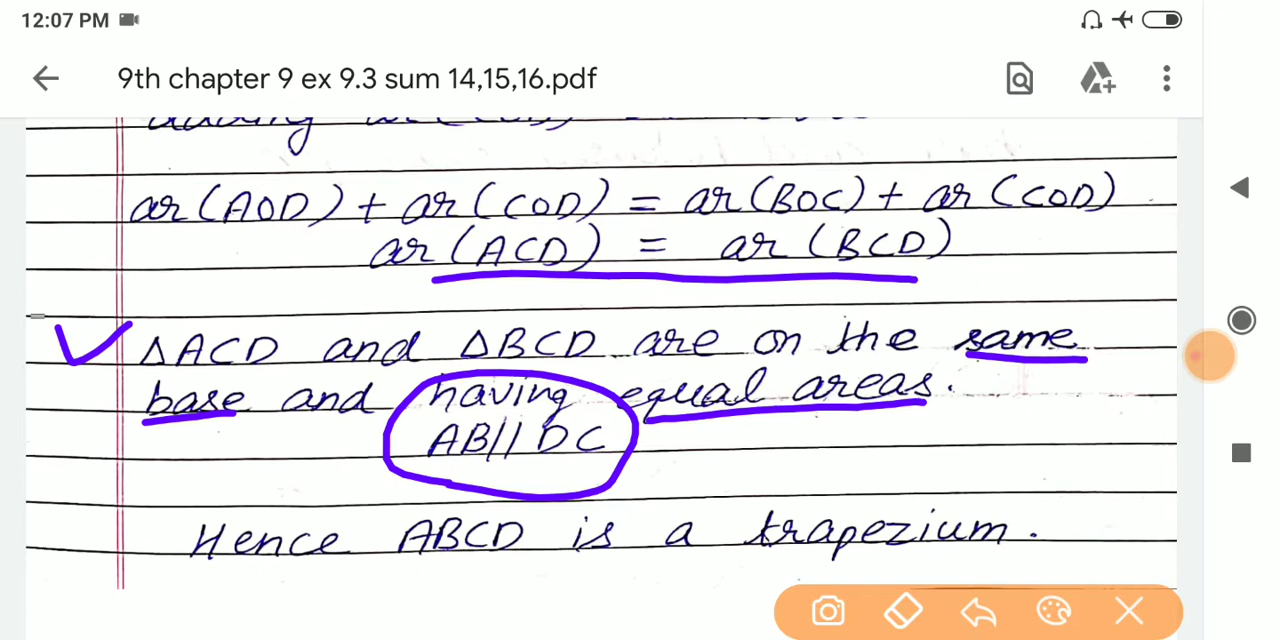 12:07 PM
9th chapter 9 ex 9.3 sum 14,15,16.pdf
ar(AOD) + ar(COD) = ar(BOC) + ar(COD)
ar(ACD) = ar(BCD)
△ACD and △BCD are on the same
base and having equal areas.
AB//DC
Hence ABCD is a trapezium.